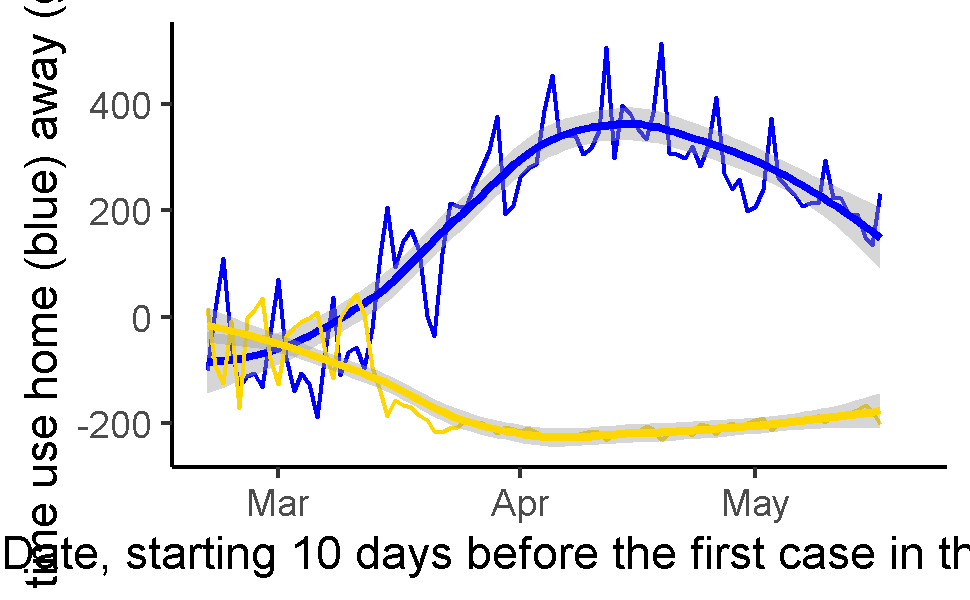 time use home (blue) away (
400
200
0
-200
Mar Apr May
Date, starting 10 days before the first case in th